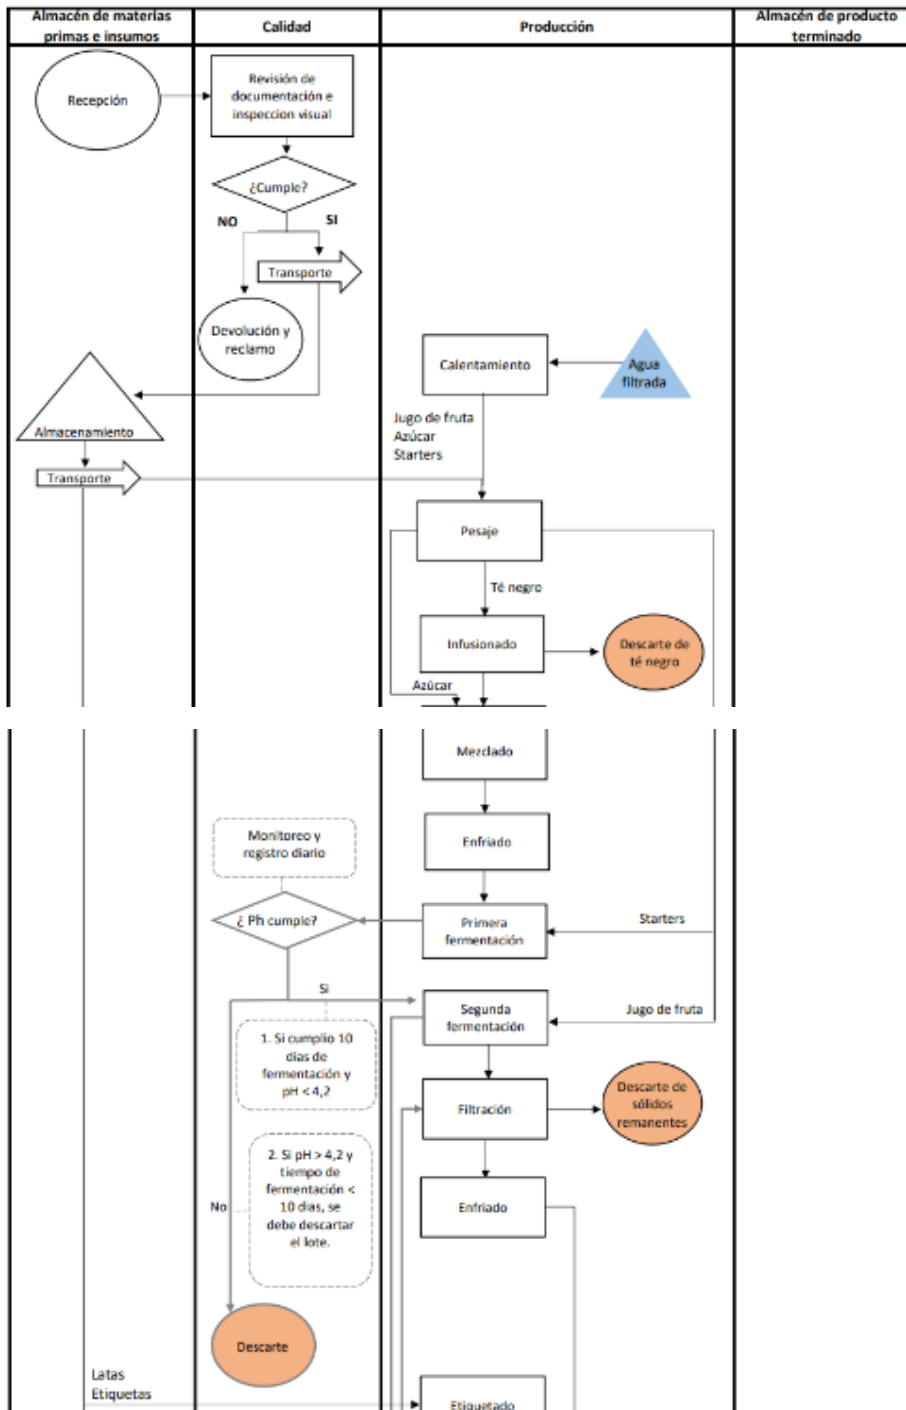 Almacén de materias
primas e insumos
Calidad
Producción
Almacén de producto
terminado
Recepción
Revisión de
documentación e
inspeccion visual
¿Cumple?
NO
SI
Transporte
Devolución y
reclamo
Calentamiento
Agua
filtrada
Almacenamiento
Jugo de fruta
Azúcar
Starters
Transporte
Pesaje
Té negro
Infusionado
Descarte de
té negro
Azúcar
Mezclado
Monitoreo y
registro diario
Enfriado
¿ Ph cumple?
Primera
fermentación
Starters
Si
Segunda
fermentación
Jugo de fruta
1. Si cumplio 10
dias de
fermentación y
pH < 4,2
Filtración
Descarte de
sólidos
remanentes
2. Si pH > 4,2 y
tiempo de
fermentación <
10 dias, se
debe descartar
el lote.
No
Enfriado
Descarte
Latas
Etiquetas
Etiquetado